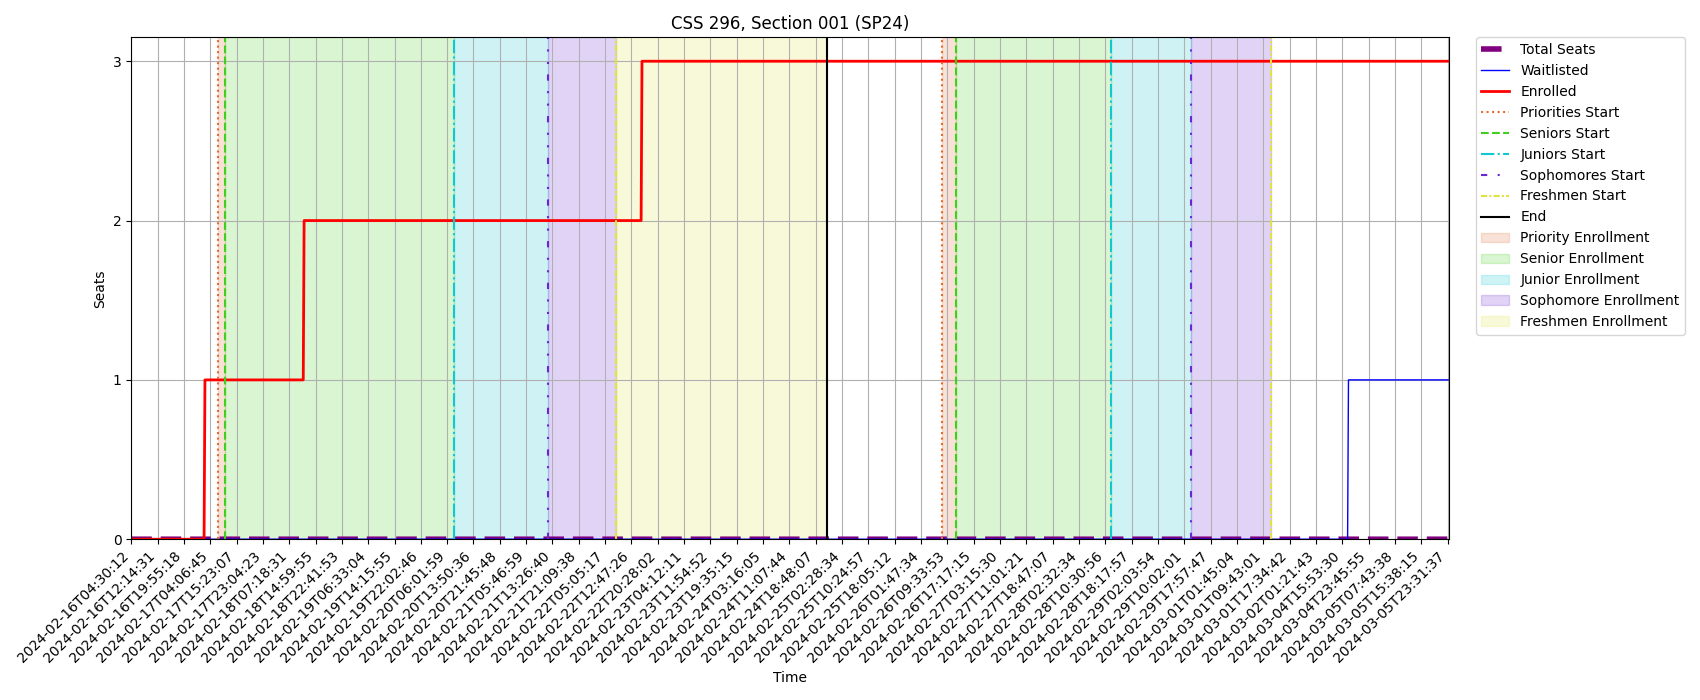 CSS 296, Section 001 (SP24)
Seats
3
2
1
0
2024-02-16T04:30:12
2024-02-16T12:14:31
2024-02-16T19:55:18
2024-02-17T04:06:45
2024-02-17T15:23:07
2024-02-17T23:04:23
2024-02-18T07:18:31
2024-02-18T14:59:55
2024-02-18T22:41:53
2024-02-19T06:33:04
2024-02-19T14:15:55
2024-02-19T22:02:46
2024-02-20T06:01:59
2024-02-20T13:50:36
2024-02-20T21:45:48
2024-02-21T05:46:59
2024-02-21T13:26:40
2024-02-21T21:09:38
2024-02-22T05:05:17
2024-02-22T12:47:26
2024-02-22T20:28:02
2024-02-23T04:12:11
2024-02-23T11:54:52
2024-02-23T19:35:15
2024-02-24T03:16:05
2024-02-24T11:07:44
2024-02-24T18:48:07
2024-02-25T02:28:34
2024-02-25T10:24:57
2024-02-25T18:05:12
2024-02-26T01:47:34
2024-02-26T09:33:53
2024-02-26T17:17:15
2024-02-27T03:15:30
2024-02-27T11:01:21
2024-02-27T18:47:07
2024-02-28T02:32:34
2024-02-28T10:30:56
2024-02-28T18:17:57
2024-02-29T02:03:54
2024-02-29T10:02:01
2024-02-29T17:57:47
2024-03-01T01:45:04
2024-03-01T09:43:01
2024-03-01T17:34:42
2024-03-02T01:21:43
2024-03-04T15:53:30
2024-03-04T23:45:55
2024-03-05T07:43:38
2024-03-05T15:38:15
2024-03-05T23:31:37
Time
Total Seats
Waitlisted
Enrolled
Priorities Start
Seniors Start
Juniors Start
Sophomores Start
Freshmen Start
End
Priority Enrollment
Senior Enrollment
Junior Enrollment
Sophomore Enrollment
Freshmen Enrollment